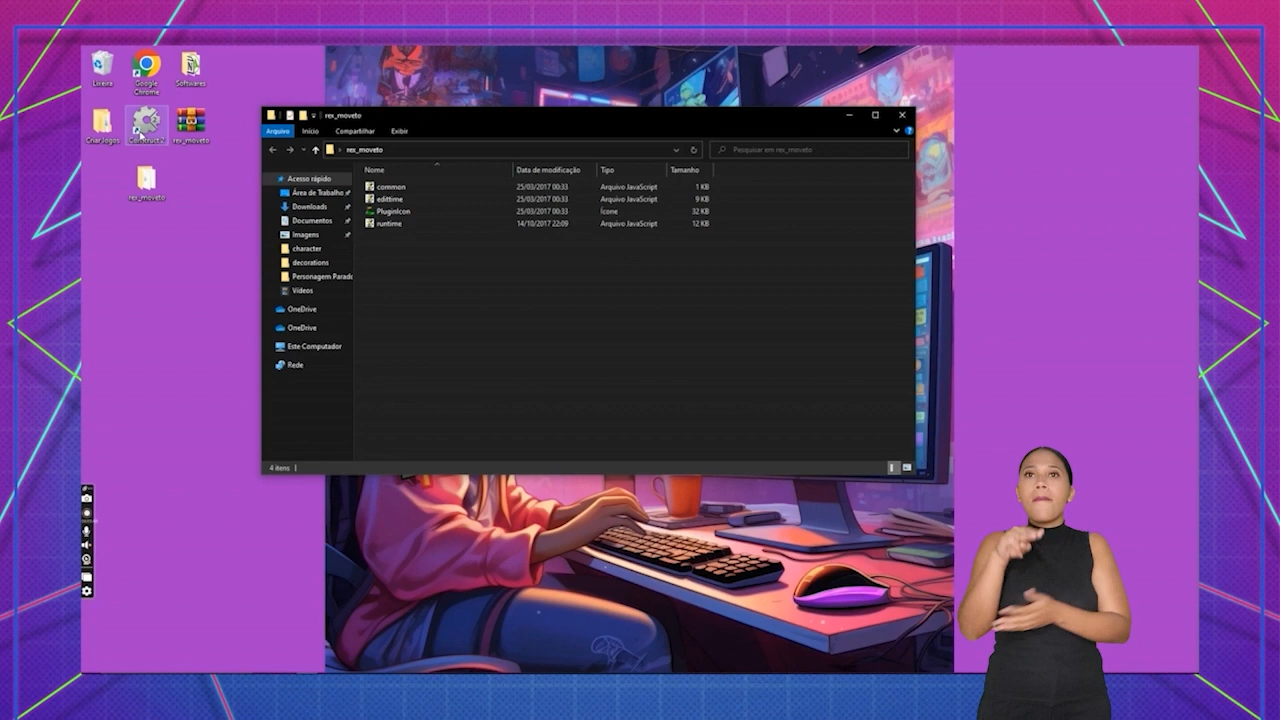 Lixeira
Google
Chrome
Softwares
CriarJogos
Construct 2
rex_moveto
rex_moveto
rex_moveto
Arquivo
Início
Compartilhar
Exibir
rex_moveto
Pesquisar em rex_moveto
Nome
Data de modificação
Tipo
Tamanho
common
25/03/2017 00:33
Arquivo JavaScript
1 KB
edittime
25/03/2017 00:33
Arquivo JavaScript
9 KB
PluginIcon
25/03/2017 00:33
Ícone
32 KB
runtime
14/10/2017 22:09
Arquivo JavaScript
12 KB
Acesso rápido
Área de Trabalho
Downloads
Documentos
Imagens
character
decorations
Personagem Parado
Vídeos
OneDrive
OneDrive
Este Computador
Rede
4 itens